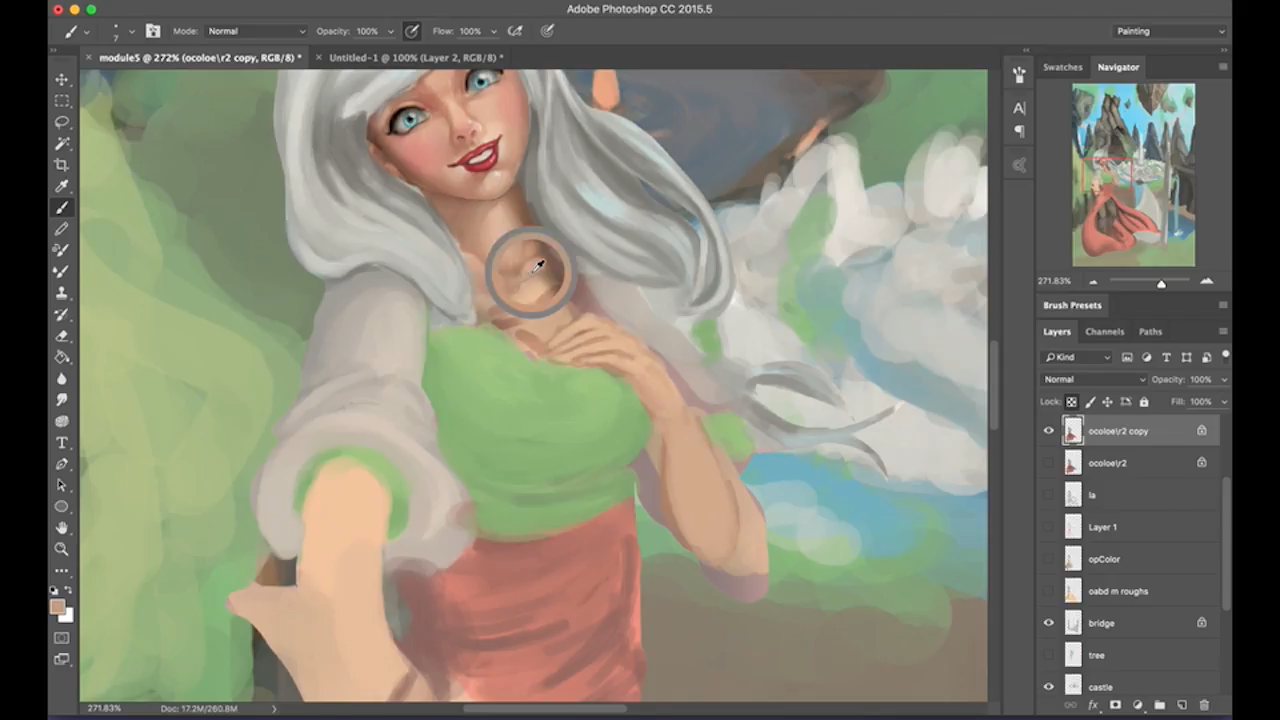 Adobe Photoshop CC 2015.5
7 Mode: Normal Opacity: 100% Flow: 100% Painting
module5 @ 272% (ocoloe\r2 copy, RGB/8) * Untitled-1 @ 100% (Layer 2, RGB/8) *
Swatches Navigator
271.83%
Brush Presets
Layers Channels Paths
Kind
Normal Opacity: 100%
Lock: Fill: 100%
ocoloe\r2 copy
ocoloe\r2
la
Layer 1
opColor
oabd m roughs
bridge
tree
castle
271.83% Doc: 17.2M/260.8M